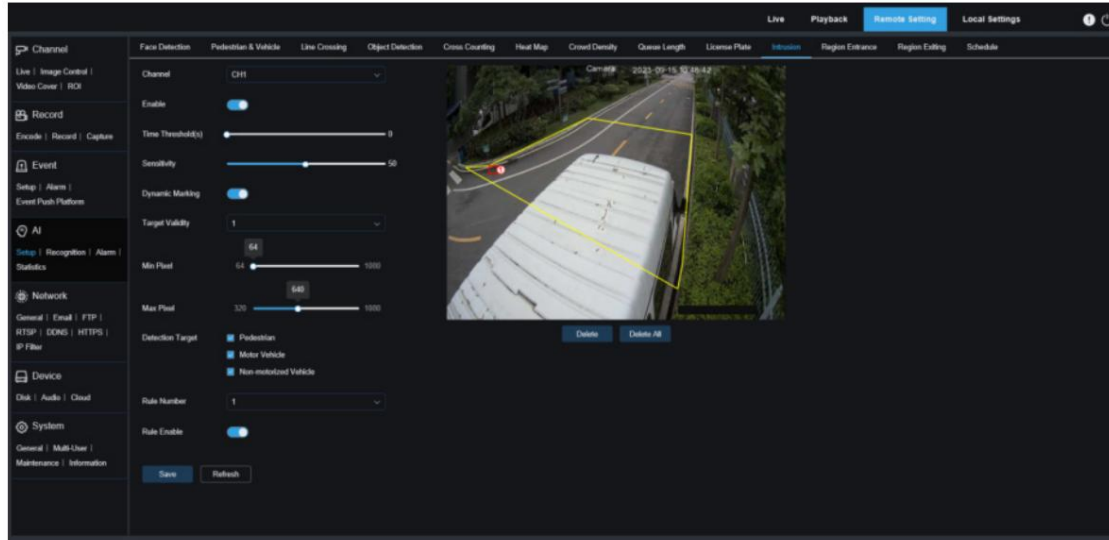 Live Playback Remote Setting Local Settings
Channel
Live | Image Control |
Video Cover | ROI
Record
Encode | Record | Capture
Event
Setup | Alarm |
Event Push Platform
AI
Setup | Recognition | Alarm |
Statistics
Network
General | Email | FTP |
RTSP | DDNS | HTTPS |
IP Filter
Device
Disk | Audio | Cloud
System
General | Multi-User |
Maintenance | Information
Face Detection Pedestrian & Vehicle Line Crossing Object Detection Cross Counting Heat Map Crowd Density Queue Length License Plate Intrusion Region Entrance Region Exiting Schedule
Channel CH1
Enable
Time Threshold(s) 0
Sensitivity 50
Dynamic Marking
Target Validity 1
64
Min Pixel 64 1080
640
Max Pixel 320 1080
Detection Target Pedestrian
Motor Vehicle
Non-motorized Vehicle
Rule Number 1
Rule Enable
Save Refresh
Camera
Delete Delete All